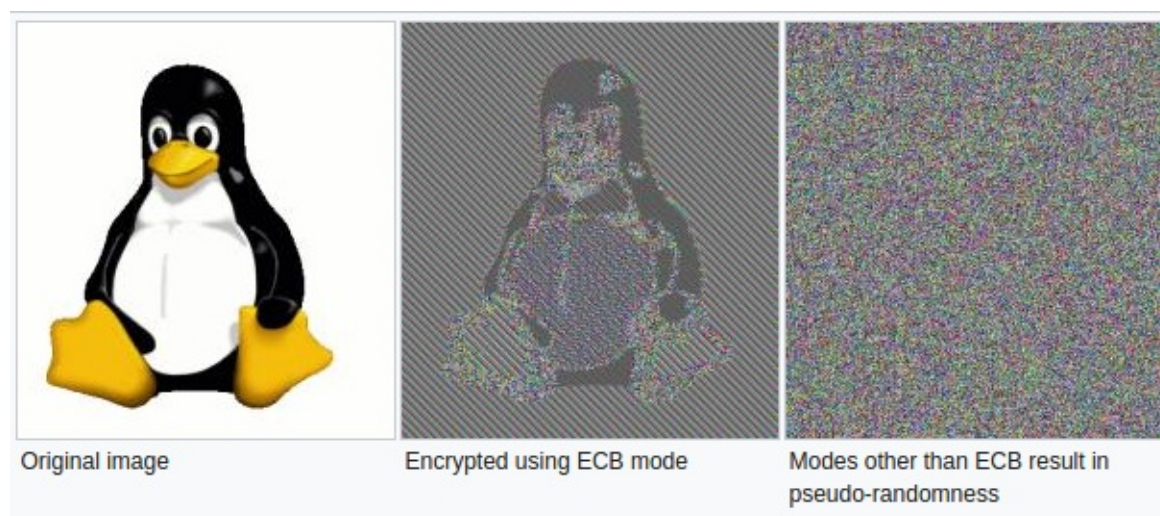 Original image
Encrypted using ECB mode
Modes other than ECB result in
pseudo-randomness